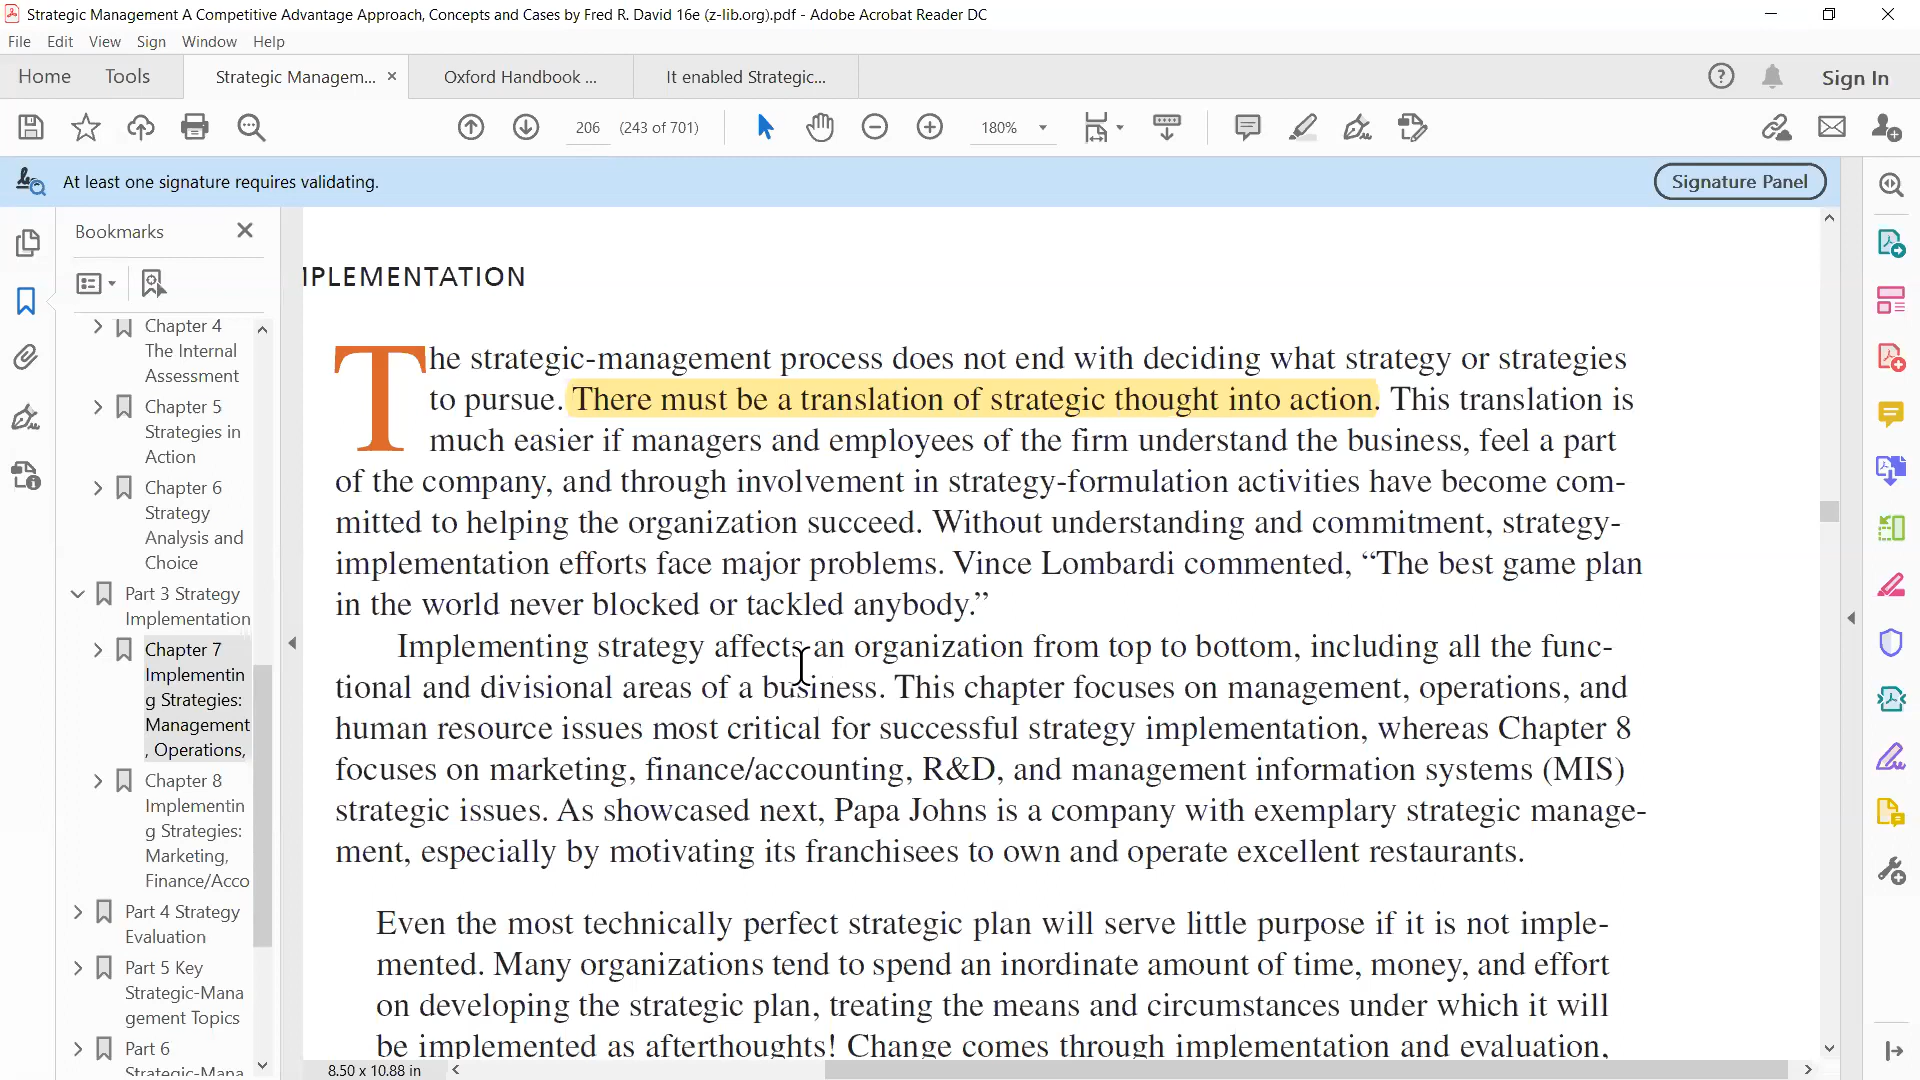 Strategic Management A Competitive Advantage Approach, Concepts and Cases by Fred R. David 16e (z-lib.org).pdf - Adobe Acrobat Reader DC
File Edit View Sign Window Help
Home Tools Strategic Managem... × Oxford Handbook ... It enabled Strategic... Sign In
206 (243 of 701) 180%
At least one signature requires validating. Signature Panel
Bookmarks
Chapter 4
The Internal
Assessment
Chapter 5
Strategies in
Action
Chapter 6
Strategy
Analysis and
Choice
Part 3 Strategy
Implementation
Chapter 7
Implementin
g Strategies:
Management
, Operations,
Chapter 8
Implementin
g Strategies:
Marketing,
Finance/Acco
Part 4 Strategy
Evaluation
Part 5 Key
Strategic-Mana
gement Topics
Part 6
Strategic-Mana
MPLEMENTATION
The strategic-management process does not end with deciding what strategy or strategies
to pursue. There must be a translation of strategic thought into action. This translation is
much easier if managers and employees of the firm understand the business, feel a part
of the company, and through involvement in strategy-formulation activities have become com-
mitted to helping the organization succeed. Without understanding and commitment, strategy-
implementation efforts face major problems. Vince Lombardi commented, “The best game plan
in the world never blocked or tackled anybody.”
Implementing strategy affects an organization from top to bottom, including all the func-
tional and divisional areas of a business. This chapter focuses on management, operations, and
human resource issues most critical for successful strategy implementation, whereas Chapter 8
focuses on marketing, finance/accounting, R&D, and management information systems (MIS)
strategic issues. As showcased next, Papa Johns is a company with exemplary strategic manage-
ment, especially by motivating its franchisees to own and operate excellent restaurants.
Even the most technically perfect strategic plan will serve little purpose if it is not imple-
mented. Many organizations tend to spend an inordinate amount of time, money, and effort
on developing the strategic plan, treating the means and circumstances under which it will
be implemented as afterthoughts! Change comes through implementation and evaluation,
8.50 x 10.88 in